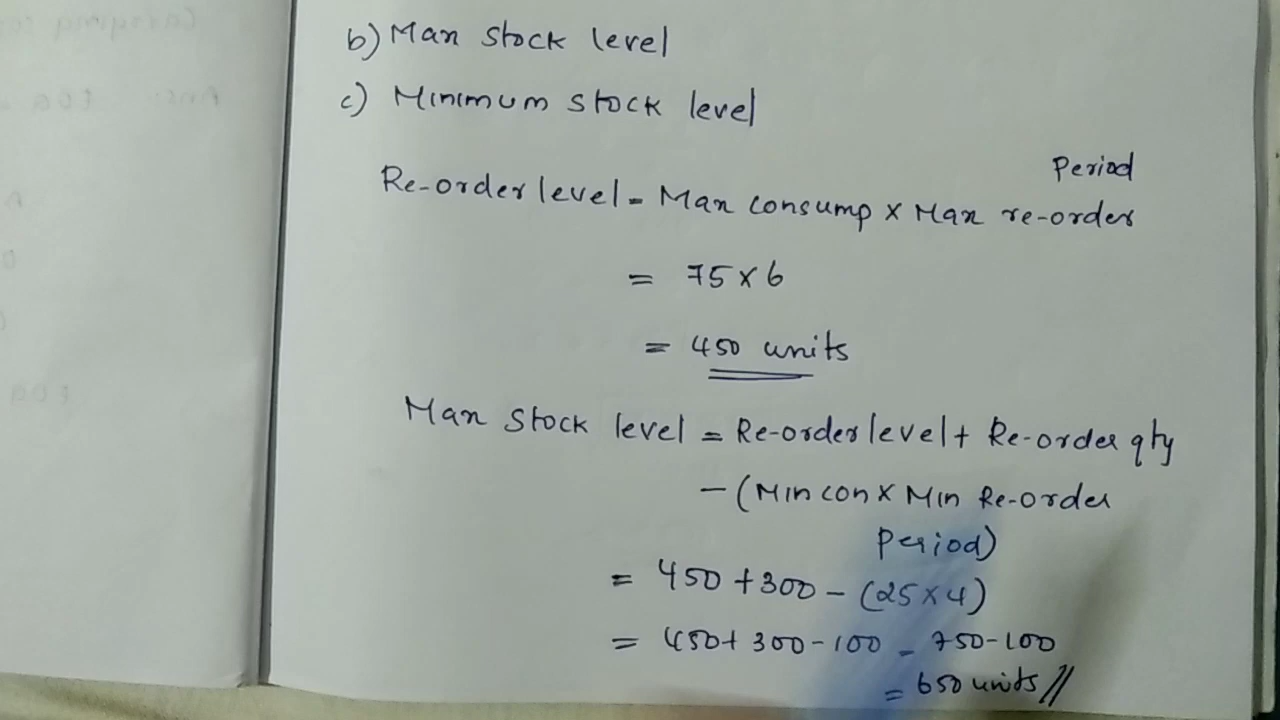 b) Max stock level
c) Minimum stock level
Period
Re-order level = Max consump x Max re-order
= 75 x 6
= 450 units
Max stock level = Re-order level + Re-order qty
- (Min con x Min Re-order
Period)
= 450 + 300 - (25 x 4)
= 450 + 300 - 100 = 750 - 100
= 650 units //